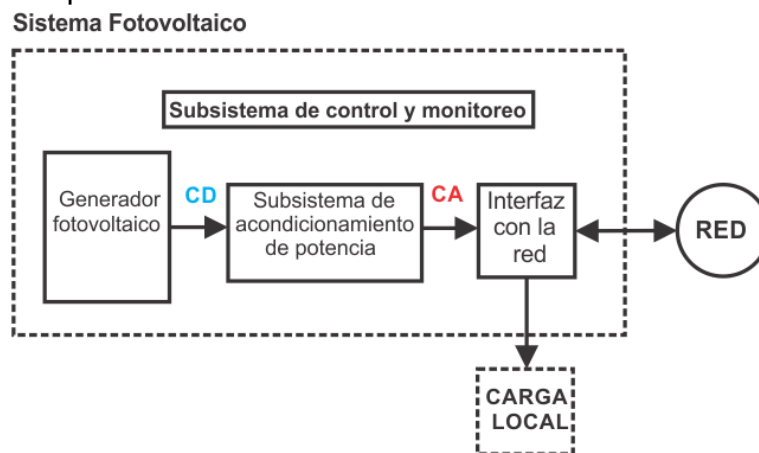 Sistema Fotovoltaico
Subsistema de control y monitoreo
Generador
fotovoltaico
CD
Subsistema de
acondicionamiento
de potencia
CA
Interfaz
con la
red
RED
CARGA
LOCAL